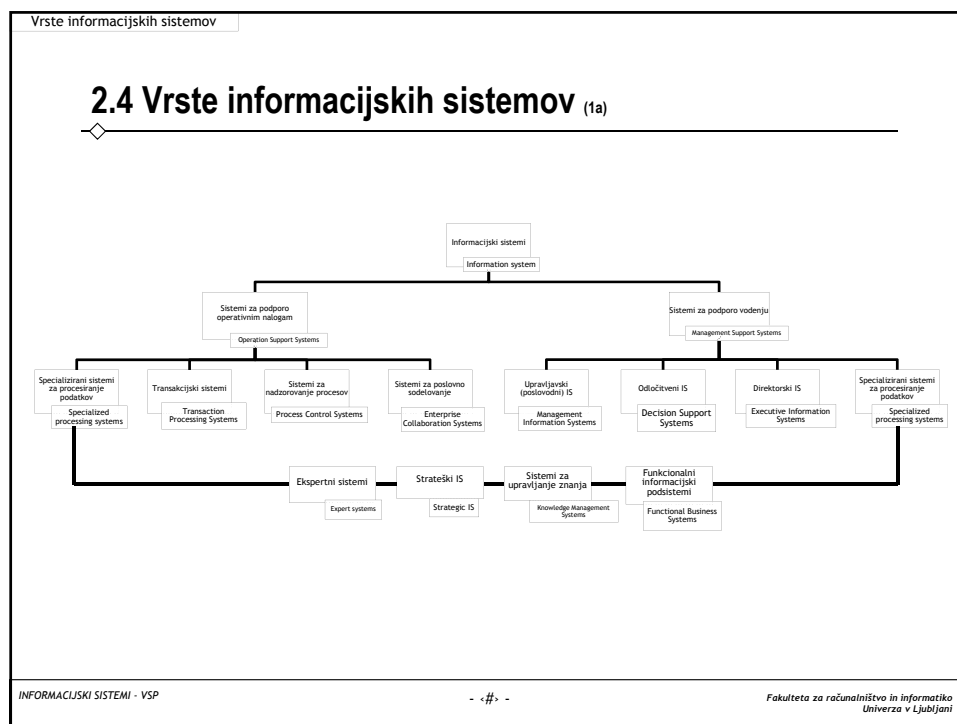 Vrste informacijskih sistemov
2.4 Vrste informacijskih sistemov (1a)
Informacijski sistemi
Information system
Sistemi za podporo
operativnim nalogam
Operation Support Systems
Sistemi za podporo vodenju
Management Support Systems
Specializirani sistemi
za procesiranje
podatkov
Specialized
processing systems
Transakcijski sistemi
Transaction
Processing Systems
Sistemi za
nadzorovanje procesov
Process Control Systems
Sistemi za poslovno
sodelovanje
Enterprise
Collaboration Systems
Upravljavski
(poslovodni) IS
Management
Information Systems
Odločitveni IS
Decision Support
Systems
Direktorski IS
Executive Information
Systems
Specializirani sistemi
za procesiranje
podatkov
Specialized
processing systems
Ekspertni sistemi
Expert systems
Strateški IS
Strategic IS
Sistemi za
upravljanje znanja
Knowledge Management
Systems
Funkcionalni
informacijski
podsistemi
Functional Business
Systems
INFORMACIJSKI SISTEMI - VSP
- ‹#› -
Fakulteta za računalništvo in informatiko
Univerza v Ljubljani